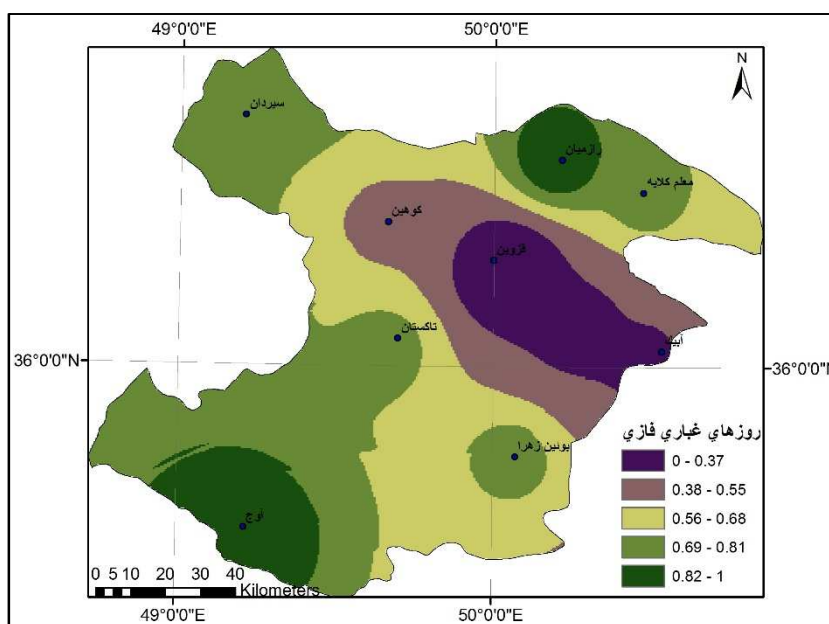 49°0'0"E
50°0'0"E
N
سیردان
رازمیان
معلم کلایه
کوهین
قزوین
تاکستان
آبیک
36°0'0"N
36°0'0"N
بوئین زهرا
آوج
روزهاي غباري فازي
0 - 0.37
0.38 - 0.55
0.56 - 0.68
0.69 - 0.81
0.82 - 1
0 5 10 20 30 40
Kilometers
49°0'0"E
50°0'0"E